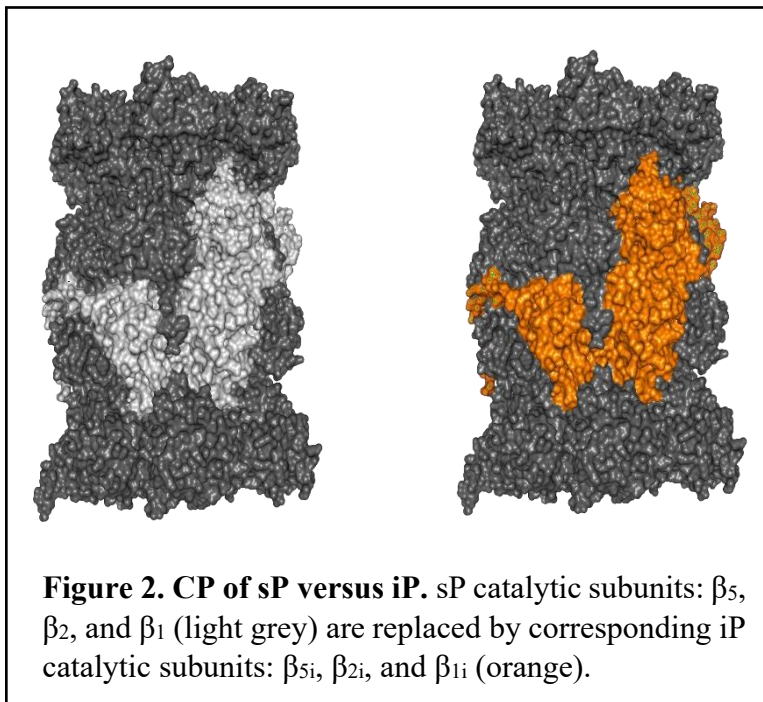 Figure 2. CP of sP versus iP. sP catalytic subunits: β₅,
β₂, and β₁ (light grey) are replaced by corresponding iP
catalytic subunits: β₅ᵢ, β₂ᵢ, and β₁ᵢ (orange).